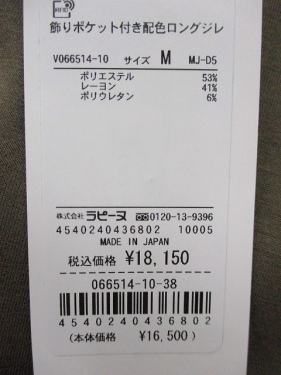 飾りポケット付き配色ロングジレ
V066514-10 サイズ M MJ-D5
ポリエステル 53%
レーヨン 41%
ポリウレタン 6%
株式会社 ラピーヌ 0120-13-9396
4540240436802 10005
MADE IN JAPAN
税込価格 ¥18,150
066514-10-38
4540240436802
(本体価格 ¥16,500)